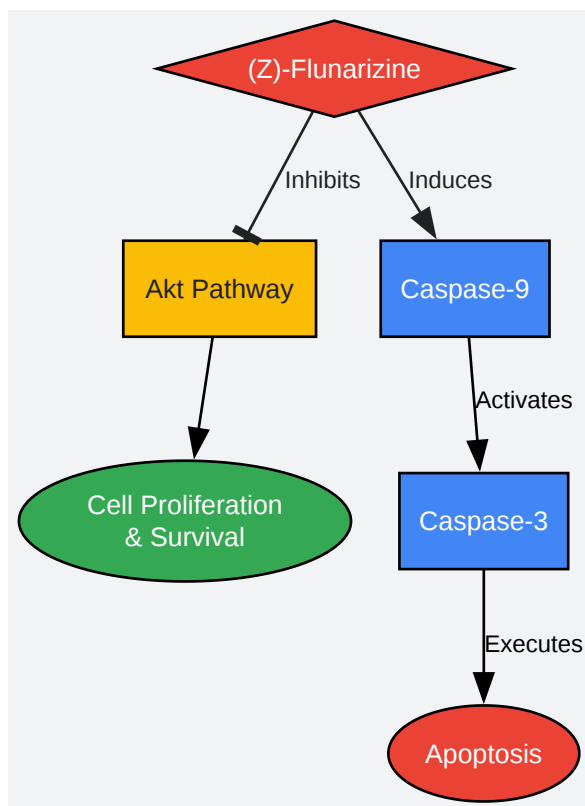 (Z)-Flunarizine
Inhibits
Induces
Akt Pathway
Caspase-9
Activates
Cell Proliferation
& Survival
Caspase-3
Executes
Apoptosis